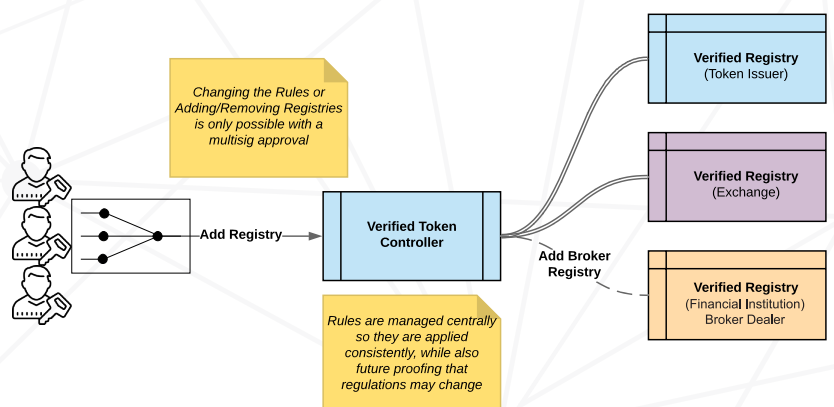 Changing the Rules or
Adding/Removing Registries
is only possible with a
multisig approval
Add Registry
Verified Token
Controller
Rules are managed centrally
so they are applied
consistently, while also
future proofing that
regulations may change
Add Broker
Registry
Verified Registry
(Token Issuer)
Verified Registry
(Exchange)
Verified Registry
(Financial Institution)
Broker Dealer